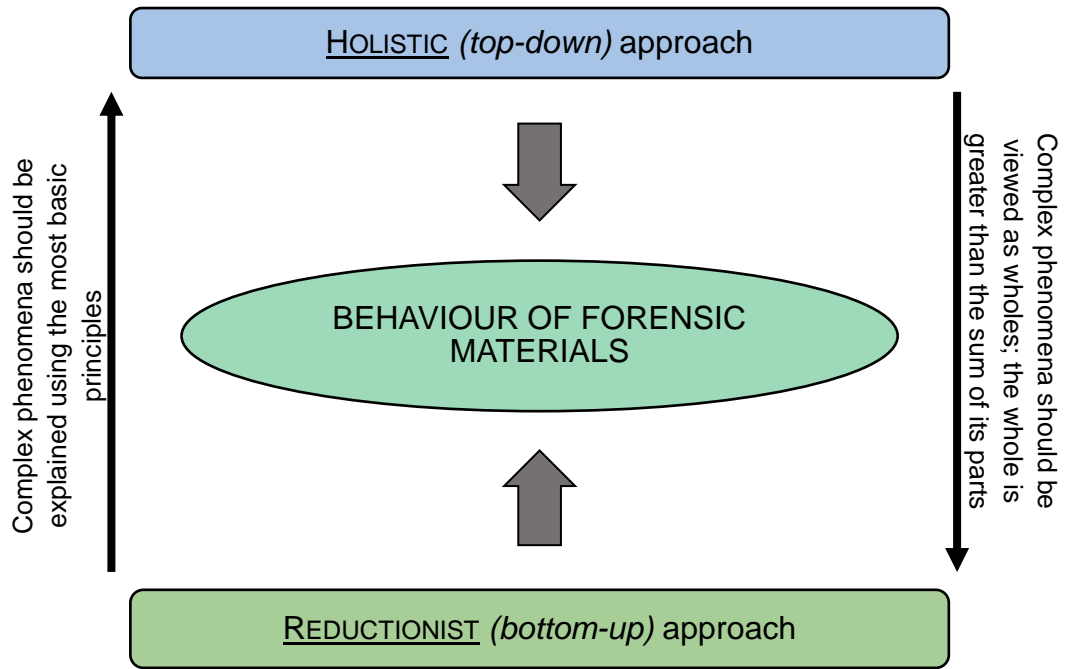 HOLISTIC (top-down) approach
Complex phenomena should be
explained using the most basic
principles
BEHAVIOUR OF FORENSIC
MATERIALS
Complex phenomena should be
viewed as wholes; the whole is
greater than the sum of its parts
REDUCTIONIST (bottom-up) approach